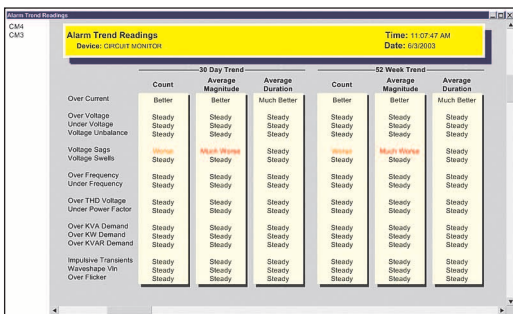 Alarm Trend Readings
CM4
CM3
Alarm Trend Readings
Device: CIRCUIT MONITOR
Time: 11:07:47 AM
Date: 6/3/2003
30 Day Trend
52 Week Trend
Count Average Magnitude Average Duration Count Average Magnitude Average Duration
Over Current Better Better Much Better Better Better Much Better
Over Voltage Steady Steady Steady Steady Steady Steady
Under Voltage Steady Steady Steady Steady Steady Steady
Voltage Unbalance Steady Steady Steady Steady Steady Steady
Voltage Sags Worse Much Worse Steady Worse Much Worse Steady
Voltage Swells Steady Steady Steady Steady Steady Steady
Over Frequency Steady Steady Steady Steady Steady Steady
Under Frequency Steady Steady Steady Steady Steady Steady
Over THD Voltage Steady Steady Steady Steady Steady Steady
Under Power Factor Steady Steady Steady Steady Steady Steady
Over KVA Demand Steady Steady Steady Steady Steady Steady
Over KW Demand Steady Steady Steady Steady Steady Steady
Over KVAR Demand Steady Steady Steady Steady Steady Steady
Impulsive Transients Steady Steady Steady Steady Steady Steady
Waveshape Vln Steady Steady Steady Steady Steady Steady
Over Flicker Steady Steady Steady Steady Steady Steady